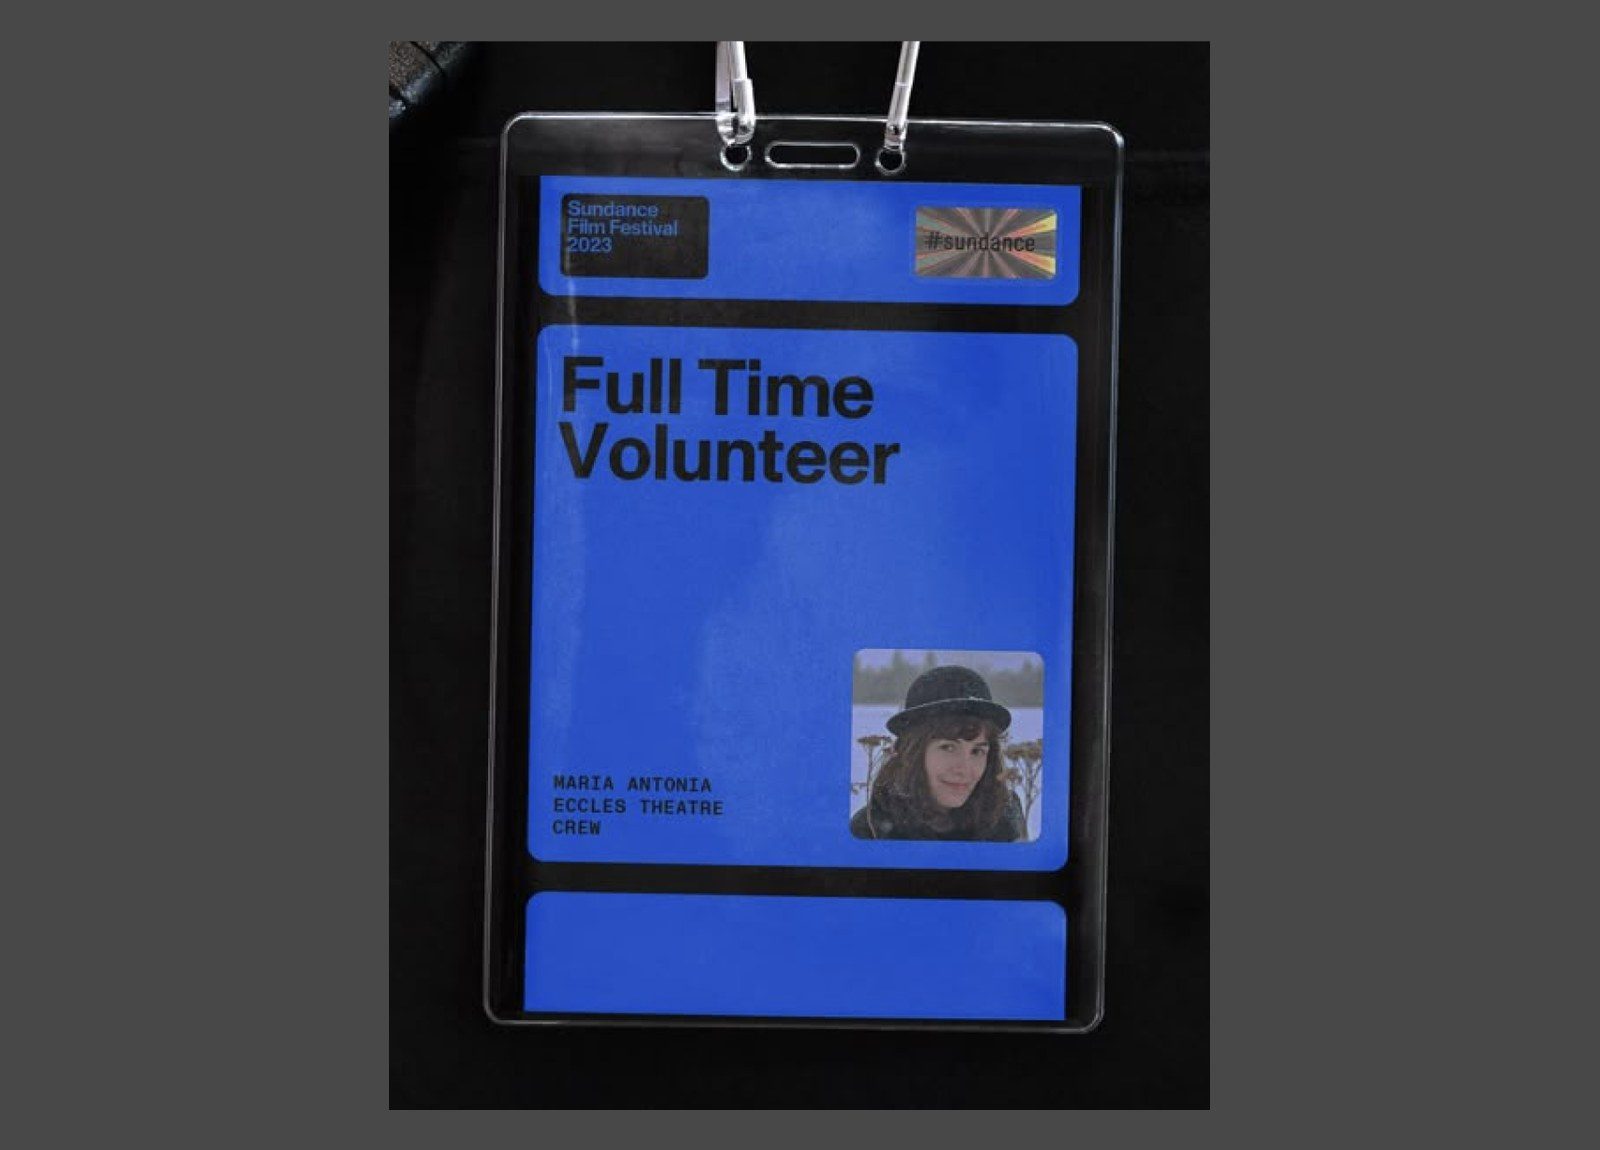 Sundance
Film Festival
2023
#sundance
Full Time
Volunteer
MARIA ANTONIA
ECCLES THEATRE
CREW